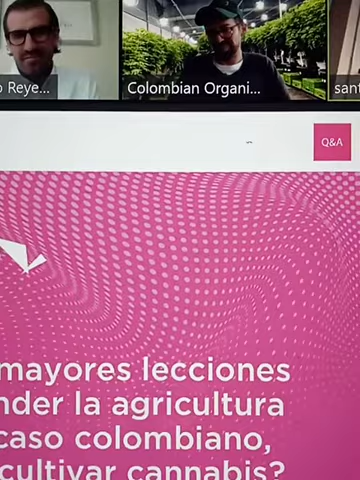 o Reye...
Colombian Organi...
sant
Q&A
mayores lecciones
nder la agricultura
caso colombiano,
cultivar cannabis?